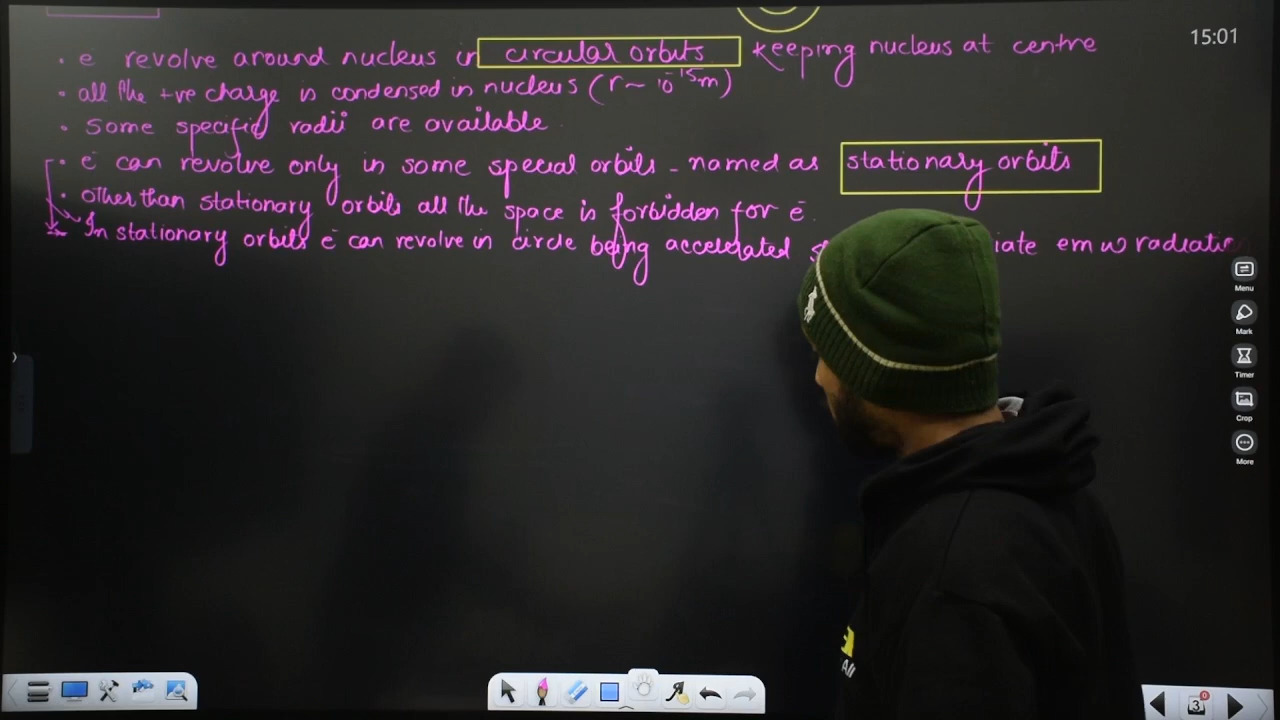 15:01
. e revolve around nucleus in circular orbits keeping nucleus at centre
. all the +ve charge is condensed in nucleus (r ~ 10⁻¹⁵m)
. Some specific radii are available
. e⁻ can revolve only in some special orbits - named as stationary orbits
. other than stationary orbits all the space is forbidden for e⁻.
In stationary orbits e⁻ can revolve in circle being accelerated iate emw radiation
Menu
Mark
Timer
Crop
More
3